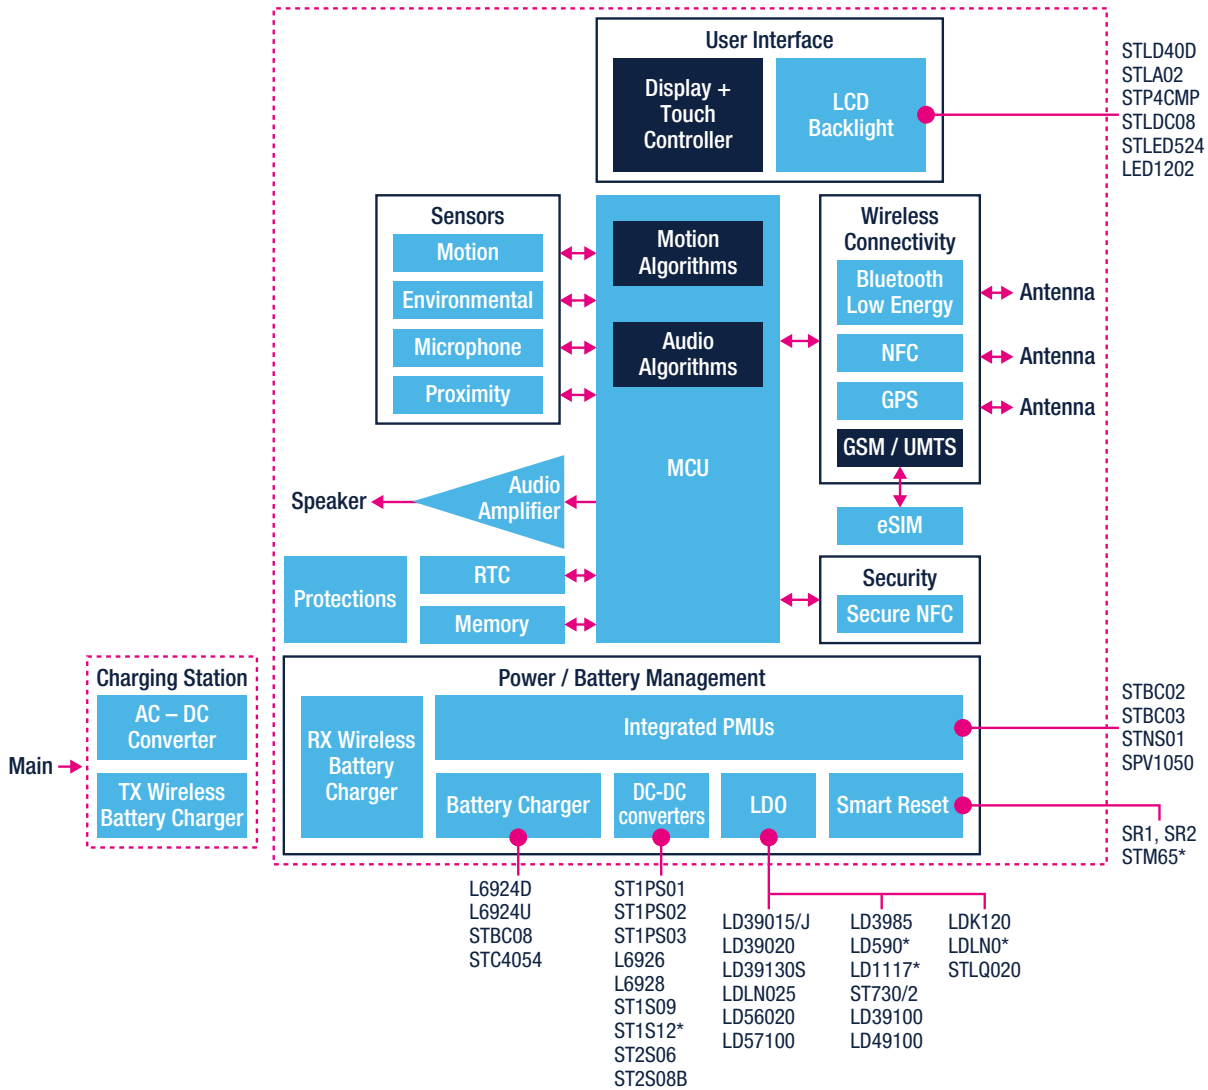 User Interface
Display +
Touch
Controller
LCD
Backlight
STLD40D
STLA02
STP4CMP
STLDC08
STLED524
LED1202
Sensors
Motion
Environmental
Microphone
Proximity
Motion
Algorithms
Audio
Algorithms
MCU
Wireless
Connectivity
Bluetooth
Low Energy
NFC
GPS
GSM / UMTS
Antenna
Antenna
Antenna
eSIM
Speaker
Audio
Amplifier
Protections
RTC
Memory
Security
Secure NFC
Main
Charging Station
AC – DC
Converter
TX Wireless
Battery Charger
Power / Battery Management
RX Wireless
Battery
Charger
Integrated PMUs
Battery Charger
DC-DC
converters
LDO
Smart Reset
STBC02
STBC03
STNS01
SPV1050
SR1, SR2
STM65*
L6924D
L6924U
STBC08
STC4054
ST1PS01
ST1PS02
ST1PS03
L6926
L6928
ST1S09
ST1S12*
ST2S06
ST2S08B
LD39015/J
LD39020
LD39130S
LDLN025
LD56020
LD57100
LD3985
LD590*
LD1117*
ST730/2
LD39100
LD49100
LDK120
LDLN0*
STLQ020